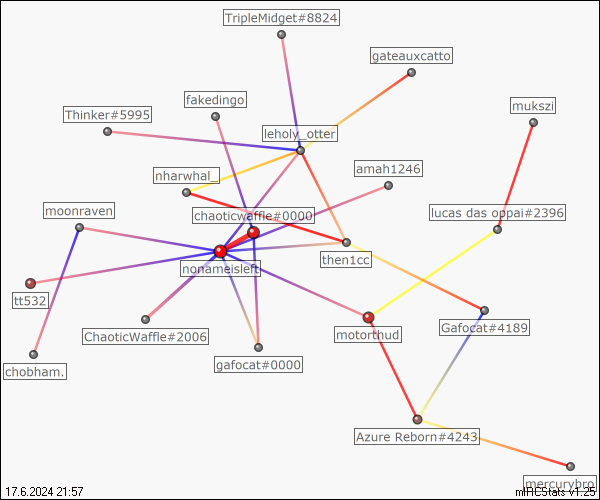 TripleMidget#8824
gateauxcatto
fakedingo
mukszi
Thinker#5995
leholy_otter
amah1246
nharwhal_
moonraven
chaoticwaffle#0000
lucas das oppai#2396
then1cc
nonameisleft
tt532
ChaoticWaffle#2006
motorthud
Gafocat#4189
gafocat#0000
chobham.
Azure Reborn#4243
mercurybro
17.6.2024 21:57
mIRCStats v1.25